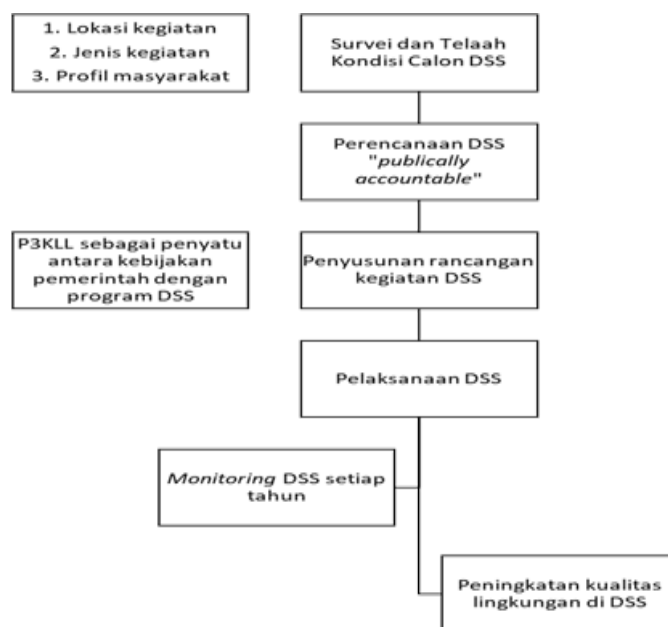 1. Lokasi kegiatan
2. Jenis kegiatan
3. Profil masyarakat
Survei dan Telaah
Kondisi Calon DSS
Perencanaan DSS
"publically
accountable"
P3KLL sebagai penyatu
antara kebijakan
pemerintah dengan
program DSS
Penyusunan rancangan
kegiatan DSS
Pelaksanaan DSS
Monitoring DSS setiap
tahun
Peningkatan kualitas
lingkungan di DSS